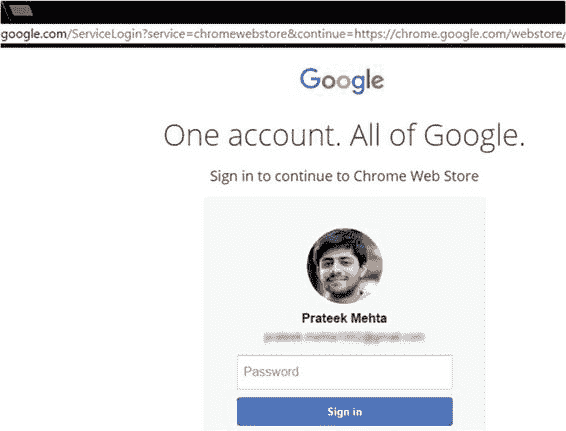 google.com/ServiceLogin?service=chromewebstore&continue=https://chrome.google.com/webstore/
Google
One account. All of Google.
Sign in to continue to Chrome Web Store
Prateek Mehta
Password
Sign in